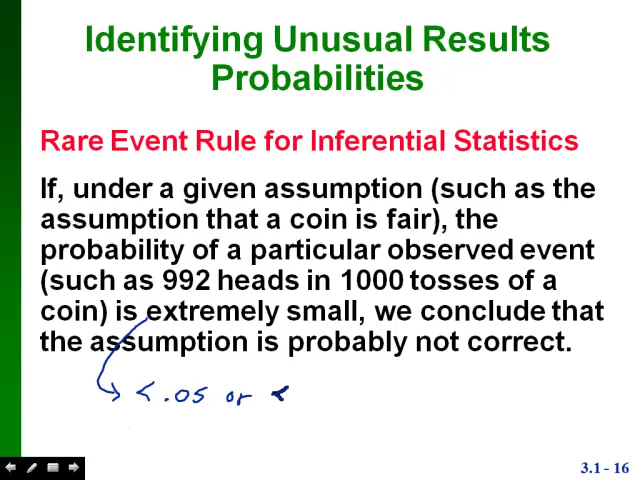 Identifying Unusual Results
Probabilities
Rare Event Rule for Inferential Statistics
If, under a given assumption (such as the
assumption that a coin is fair), the
probability of a particular observed event
(such as 992 heads in 1000 tosses of a
coin) is extremely small, we conclude that
the assumption is probably not correct.
< .05 or <
3.1 - 16